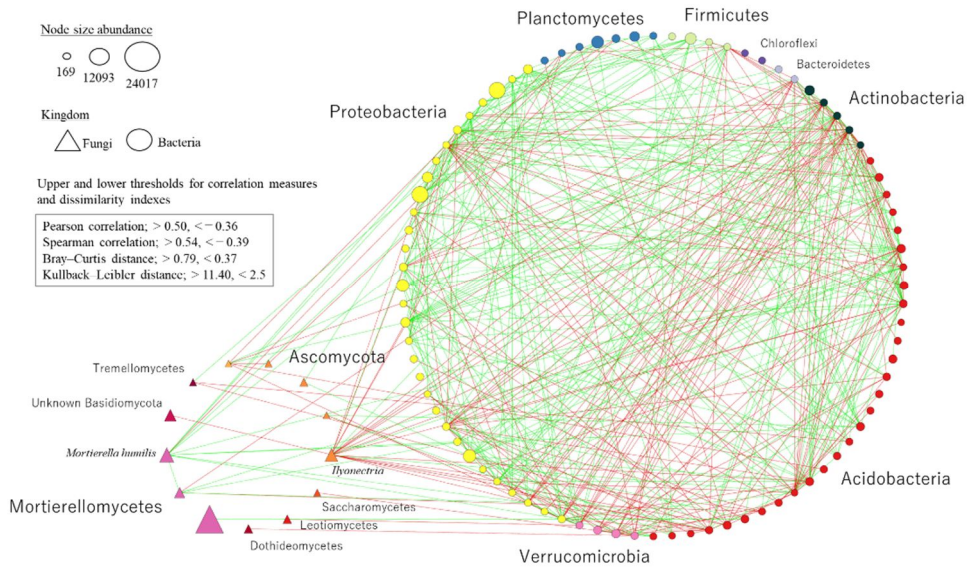 Node size abundance
169
12093
24017
Kingdom
Fungi
Bacteria
Upper and lower thresholds for correlation measures
and dissimilarity indexes
Pearson correlation; > 0.50, < − 0.36
Spearman correlation; > 0.54, < − 0.39
Bray–Curtis distance; > 0.79, < 0.37
Kullback–Leibler distance; > 11.40, < 2.5
Planctomycetes
Firmicutes
Chloroflexi
Bacteroidetes
Actinobacteria
Proteobacteria
Ascomycota
Tremellomycetes
Unknown Basidiomycota
Mortierella humilis
Ilyonectria
Mortierellomycetes
Saccharomycetes
Leotiomycetes
Dothideomycetes
Acidobacteria
Verrucomicrobia